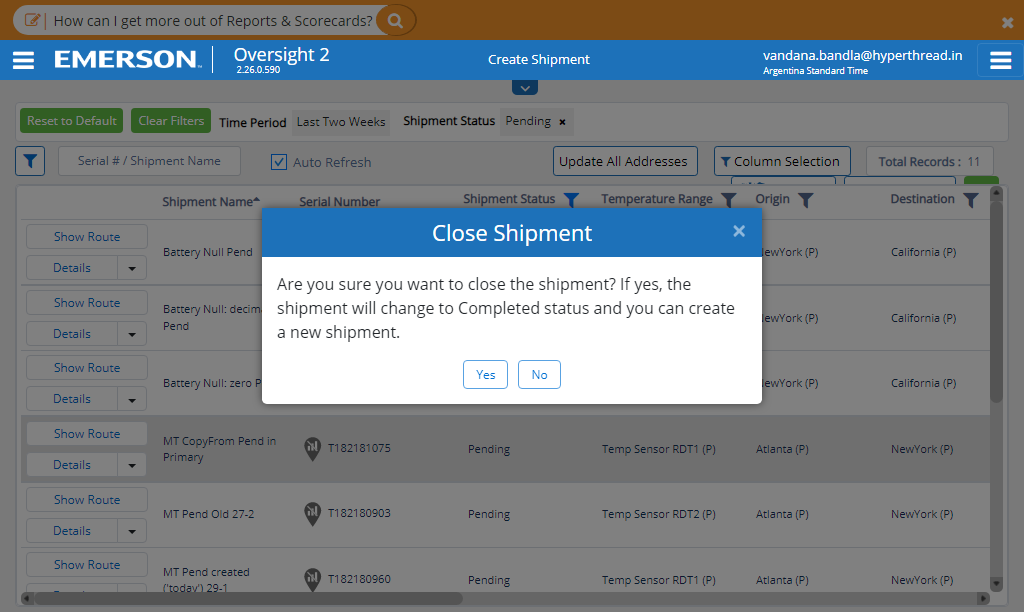 How can I get more out of Reports & Scorecards?
EMERSON
Oversight 2
2.26.0.590
Create Shipment
vandana.bandla@hyperthread.in
Argentina Standard Time
Reset to Default
Clear Filters
Time Period
Last Two Weeks
Shipment Status
Pending ×
Serial # / Shipment Name
Auto Refresh
Update All Addresses
Column Selection
Total Records : 11
Shipment Name
Serial Number
Shipment Status
Temperature Range
Origin
Destination
Show Route
Details
Battery Null Pend
NewYork (P)
California (P)
Show Route
Details
Battery Null: decim
Pend
NewYork (P)
California (P)
Show Route
Details
Battery Null: zero P
NewYork (P)
California (P)
Close Shipment
×
Are you sure you want to close the shipment? If yes, the
shipment will change to Completed status and you can create
a new shipment.
Yes
No
Show Route
Details
MT CopyFrom Pend in
Primary
T182181075
Pending
Temp Sensor RDT1 (P)
Atlanta (P)
NewYork (P)
Show Route
Details
MT Pend Old 27-2
T182180903
Pending
Temp Sensor RDT2 (P)
Atlanta (P)
NewYork (P)
Show Route
MT Pend created
('today') 29-1
T182180960
Pending
Temp Sensor RDT1 (P)
Atlanta (P)
NewYork (P)